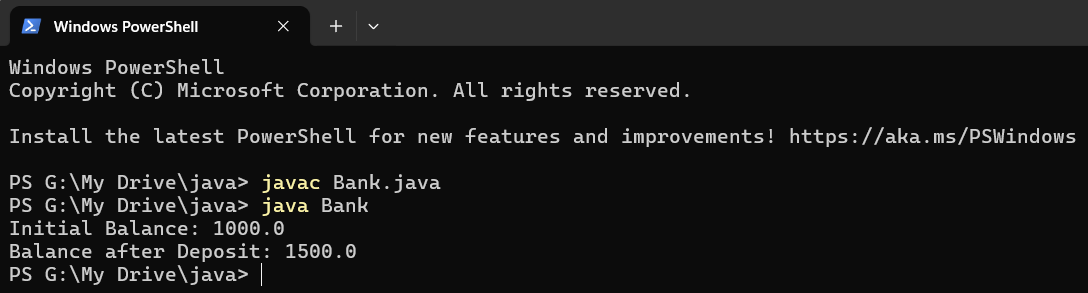 Windows PowerShell
Windows PowerShell
Copyright (C) Microsoft Corporation. All rights reserved.
Install the latest PowerShell for new features and improvements! https://aka.ms/PSWindows
PS G:\My Drive\java> javac Bank.java
PS G:\My Drive\java> java Bank
Initial Balance: 1000.0
Balance after Deposit: 1500.0
PS G:\My Drive\java>